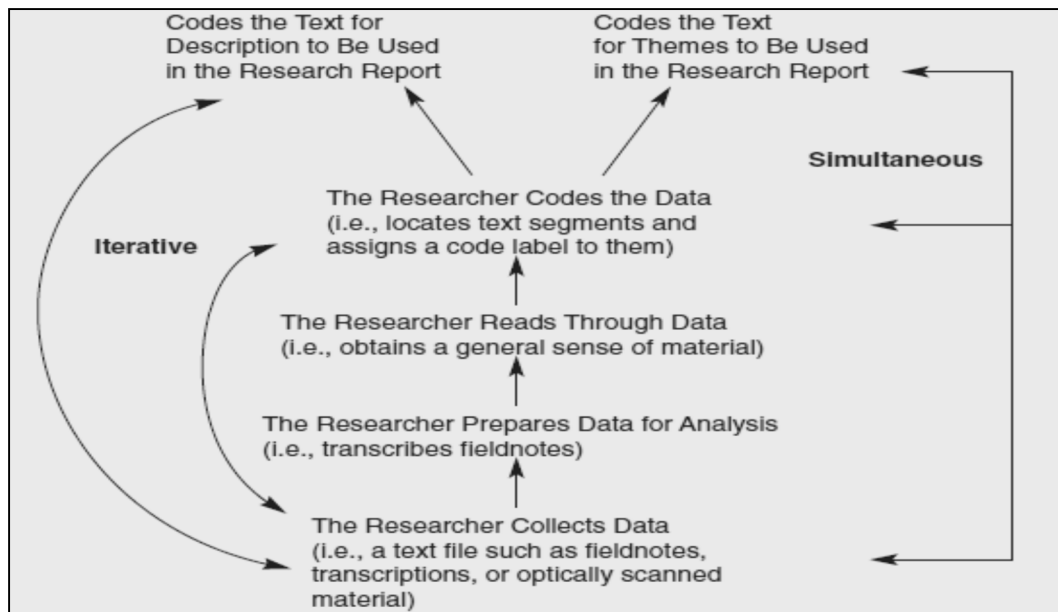 Codes the Text for
Description to Be Used
in the Research Report
Codes the Text
for Themes to Be Used
in the Research Report
Simultaneous
The Researcher Codes the Data
(i.e., locates text segments and
assigns a code label to them)
Iterative
The Researcher Reads Through Data
(i.e., obtains a general sense of material)
The Researcher Prepares Data for Analysis
(i.e., transcribes fieldnotes)
The Researcher Collects Data
(i.e., a text file such as fieldnotes,
transcriptions, or optically scanned
material)